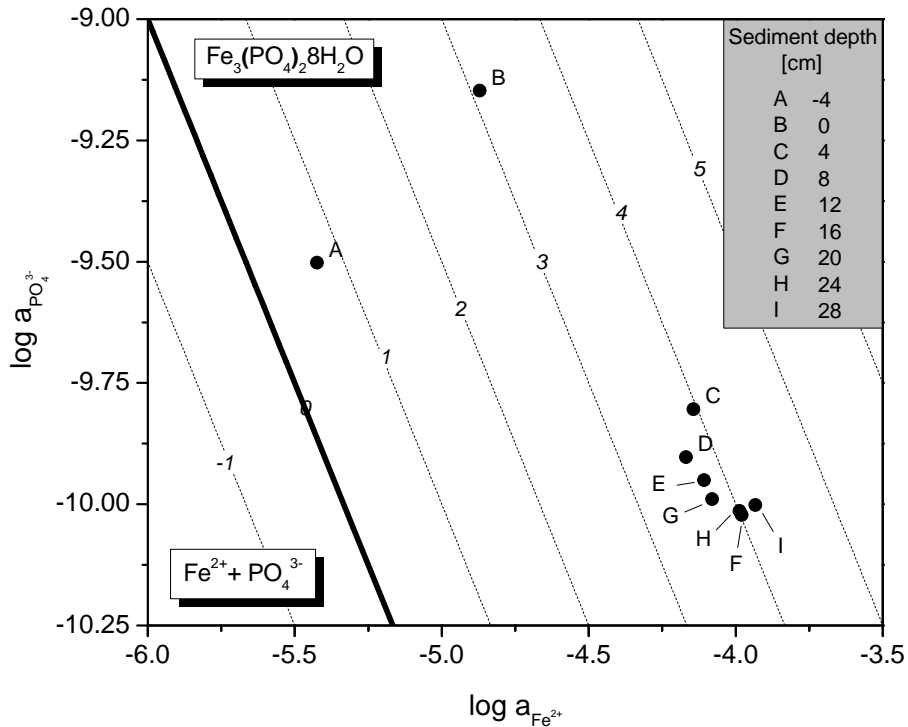 -9.00
-9.25
-9.50
-9.75
-10.00
-10.25
log a PO₄³⁻
Fe₃(PO₄)₂8H₂O
B
Sediment depth
[cm]
A -4
B 0
C 4
D 8
E 12
F 16
G 20
H 24
I 28
5
4
3
A
2
1
C
0
D
-1
E
G
H
F
I
Fe²⁺+ PO₄³⁻
-6.0
-5.5
-5.0
-4.5
-4.0
-3.5
log a Fe²⁺